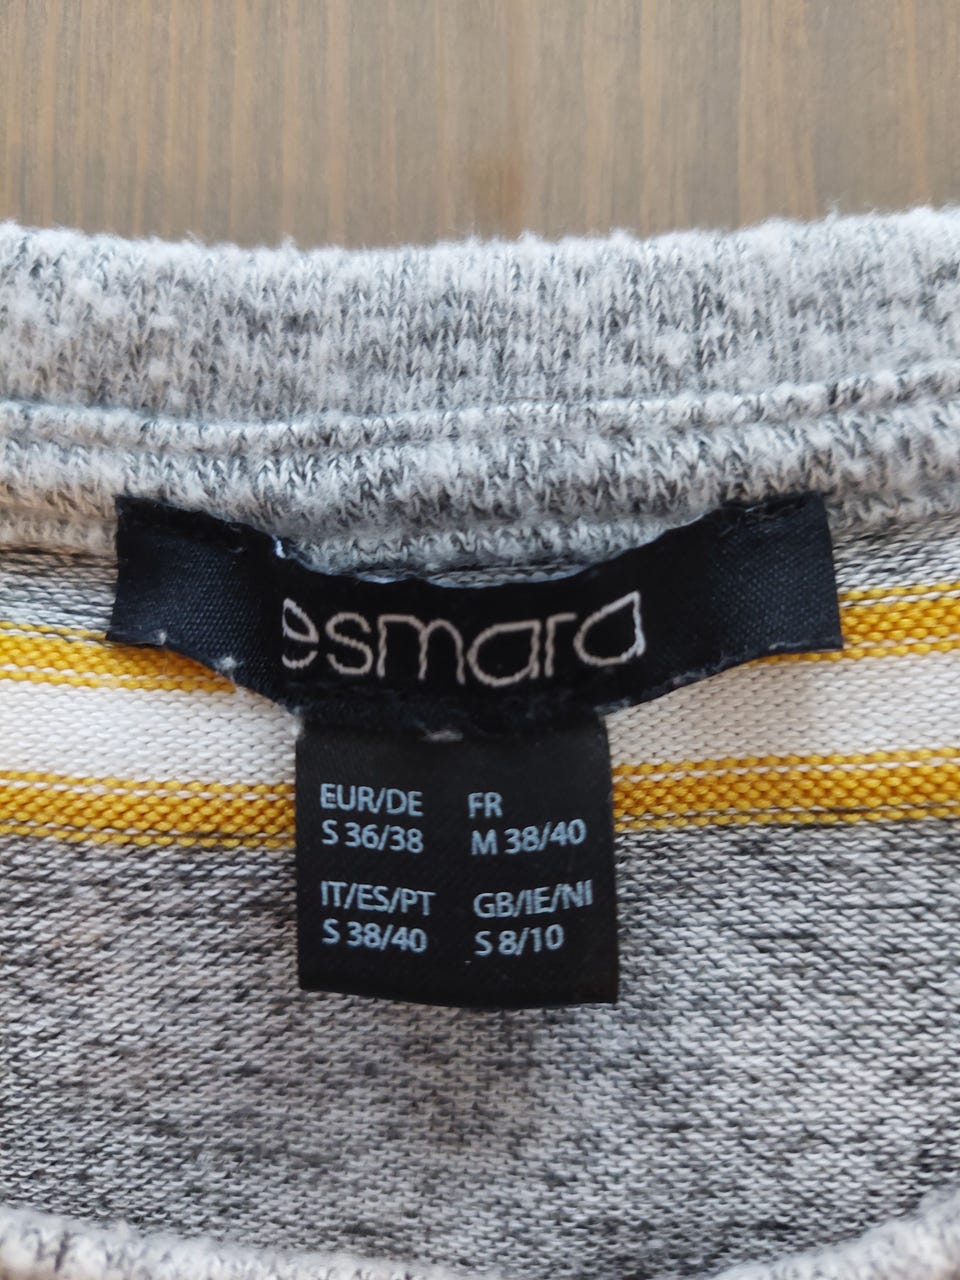 esmara
EUR/DE FR
S 36/38 M 38/40
IT/ES/PT GB/IE/NI
S 38/40 S 8/10